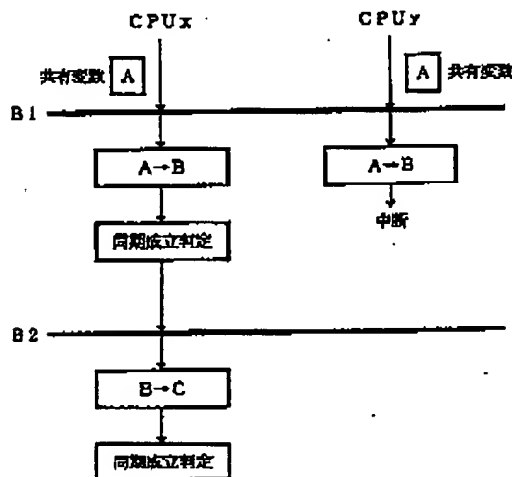 CPUx CPUy
共有変数 A A 共有変数
B1
A→B A→B
同期成立判定 中断
B2
B→C
同期成立判定